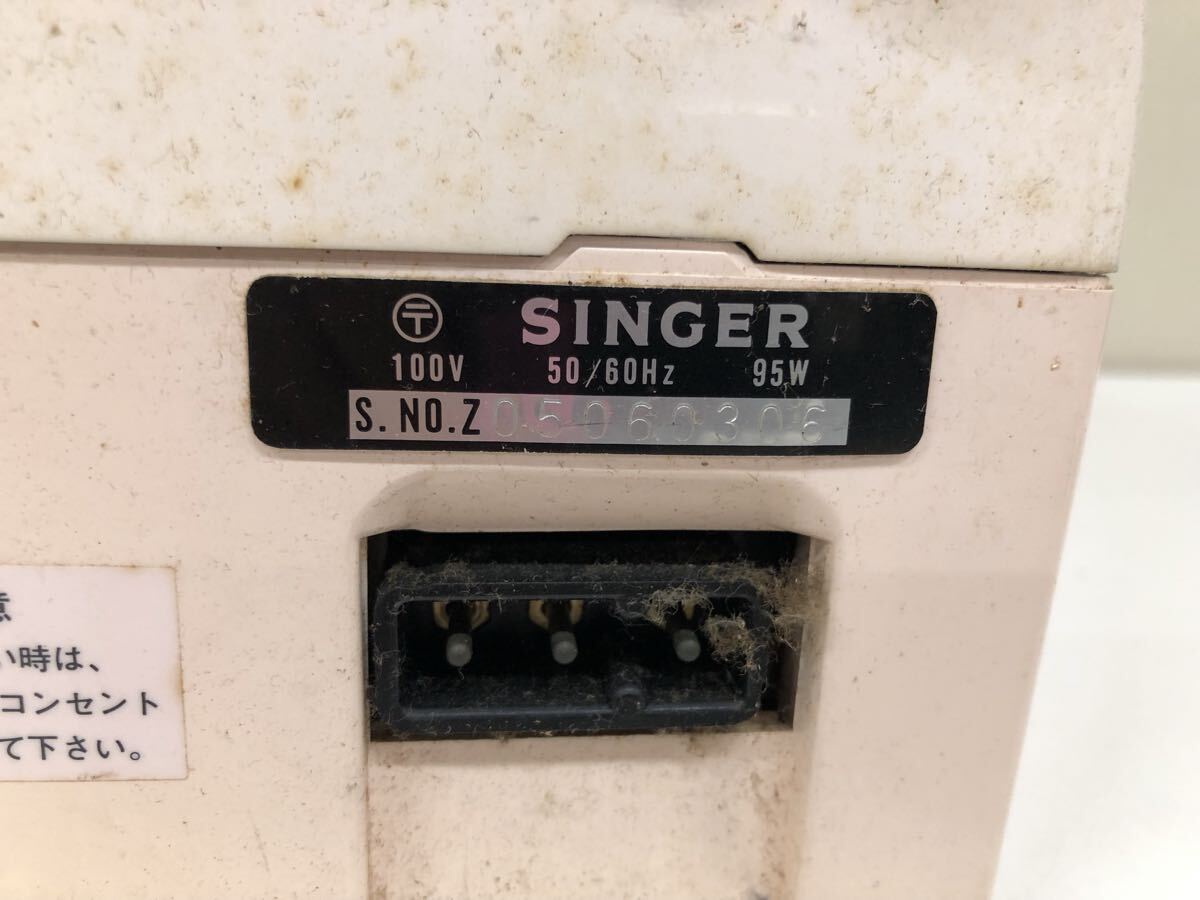 〶 SINGER
100V 50/60Hz 95W
S. NO. Z 05060306
意
い時は、
コンセント
て下さい。